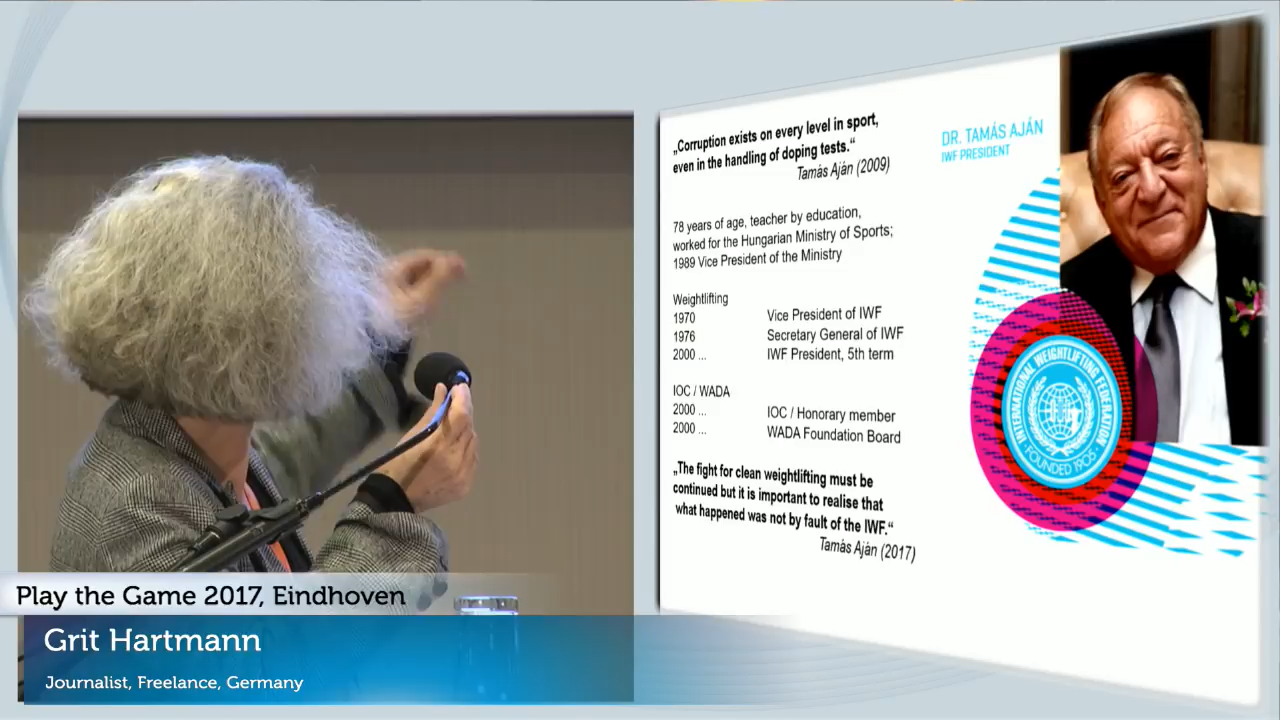 „Corruption exists on every level in sport,
even in the handling of doping tests.“
Tamás Aján (2009)
78 years of age, teacher by education,
worked for the Hungarian Ministry of Sports;
1989 Vice President of the Ministry
Weightlifting
1970 Vice President of IWF
1976 Secretary General of IWF
2000 ... IWF President, 5th term
IOC / WADA
2000 ... IOC / Honorary member
2000 ... WADA Foundation Board
„The fight for clean weightlifting must be
continued but it is important to realise that
what happened was not by fault of the IWF.“
Tamás Aján (2017)
DR. TAMÁS AJÁN
IWF PRESIDENT
INTERNATIONAL WEIGHTLIFTING FEDERATION
· FOUNDED 1905 ·
Play the Game 2017, Eindhoven
Grit Hartmann
Journalist, Freelance, Germany